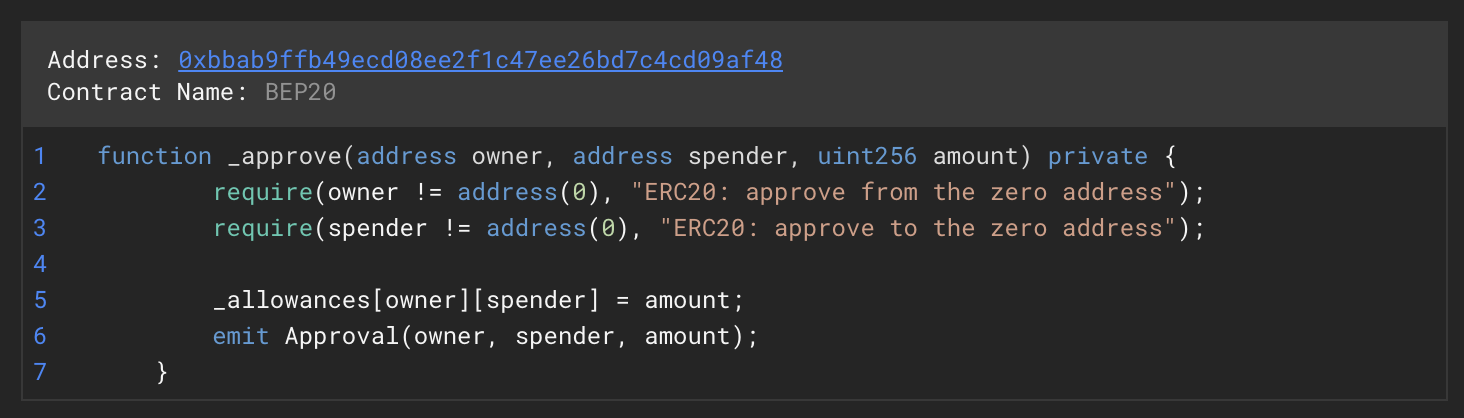 Address: 0xbbab9ffb49ecd08ee2f1c47ee26bd7c4cd09af48
Contract Name: BEP20
1 function _approve(address owner, address spender, uint256 amount) private {
2 require(owner != address(0), "ERC20: approve from the zero address");
3 require(spender != address(0), "ERC20: approve to the zero address");
4
5 _allowances[owner][spender] = amount;
6 emit Approval(owner, spender, amount);
7 }